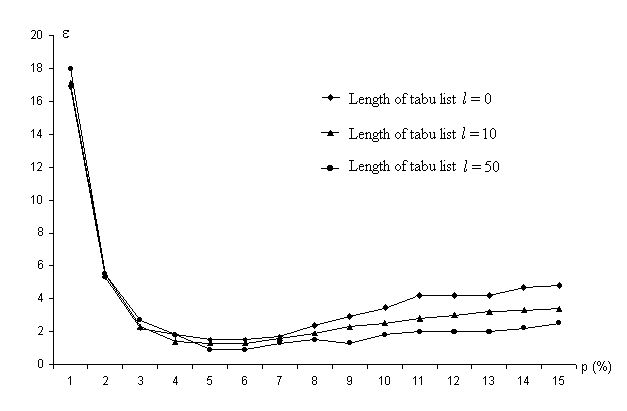 ε
20
18
16
14
12
10
8
6
4
2
0
Length of tabu list l = 0
Length of tabu list l = 10
Length of tabu list l = 50
1 2 3 4 5 6 7 8 9 10 11 12 13 14 15 p (%)